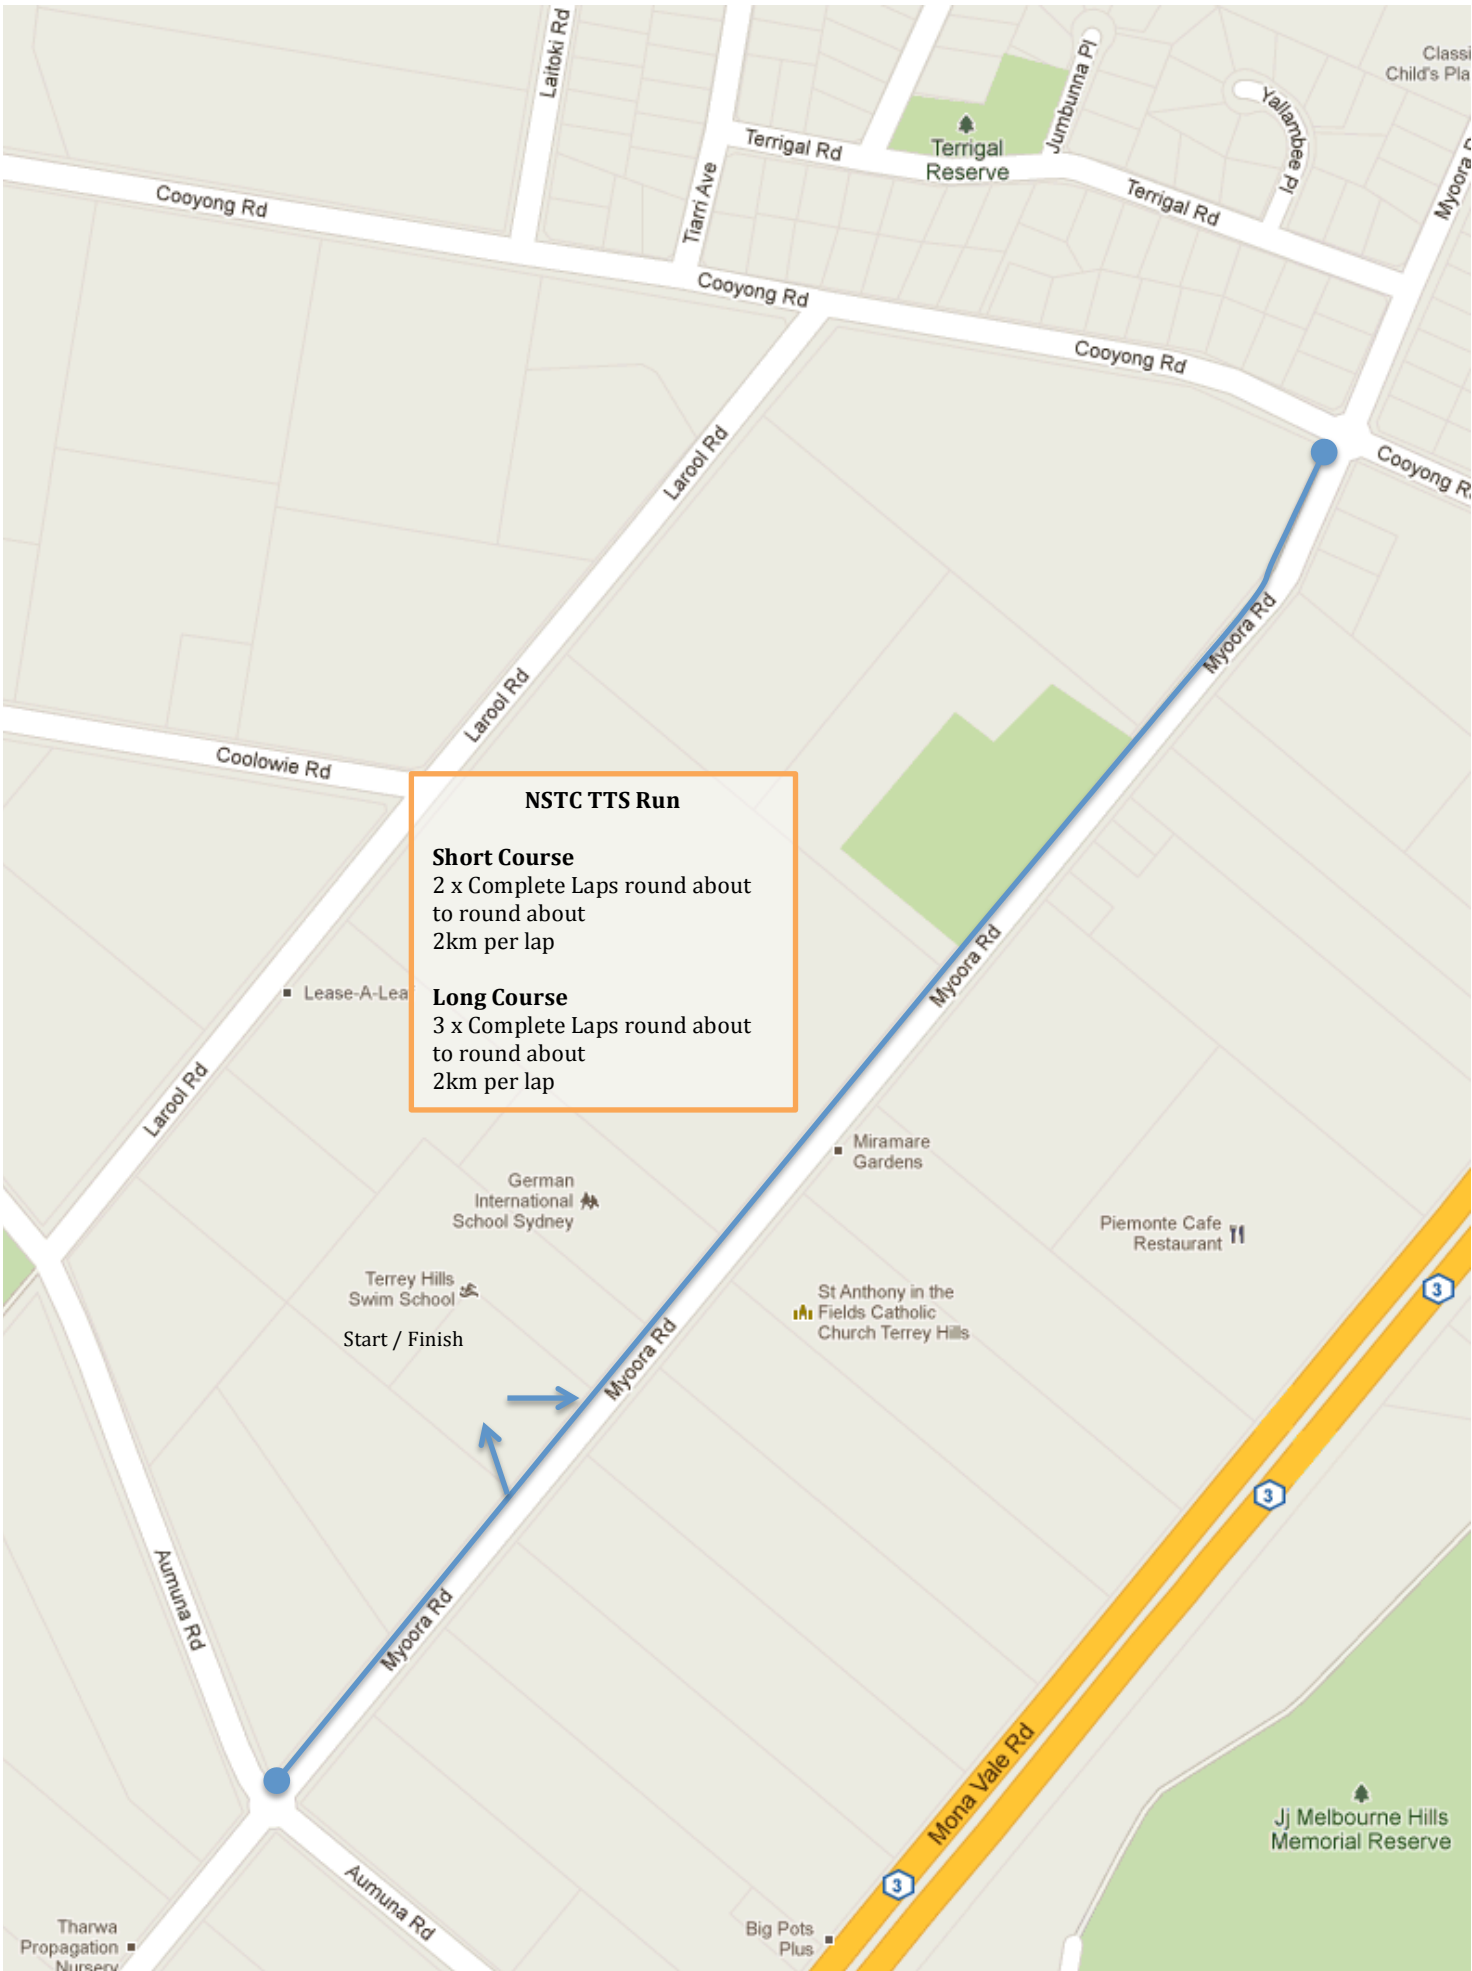 Laitoki Rd
Jumbunna Pl
Classi
Child's Pla
Yallambee Pl
Terrigal Rd
Terrigal
Reserve
Terrigal Rd
Myoora
Cooyong Rd
Tiarri Ave
Cooyong Rd
Cooyong Rd
Larool Rd
Cooyong R
Myoora Rd
Larool Rd
Coolowie Rd
NSTC TTS Run
Short Course
2 x Complete Laps round about
to round about
2km per lap
Long Course
3 x Complete Laps round about
to round about
2km per lap
Lease-A-Lea
Myoora Rd
Larool Rd
Miramare
Gardens
German
International
School Sydney
Piemonte Cafe
Restaurant
Terrey Hills
Swim School
St Anthony in the
Fields Catholic
Church Terrey Hills
3
Start / Finish
Myoora Rd
3
Aumuna Rd
Myoora Rd
Mona Vale Rd
Jj Melbourne Hills
Memorial Reserve
Aumuna Rd
3
Tharwa
Propagation
Nursery
Big Pots
Plus